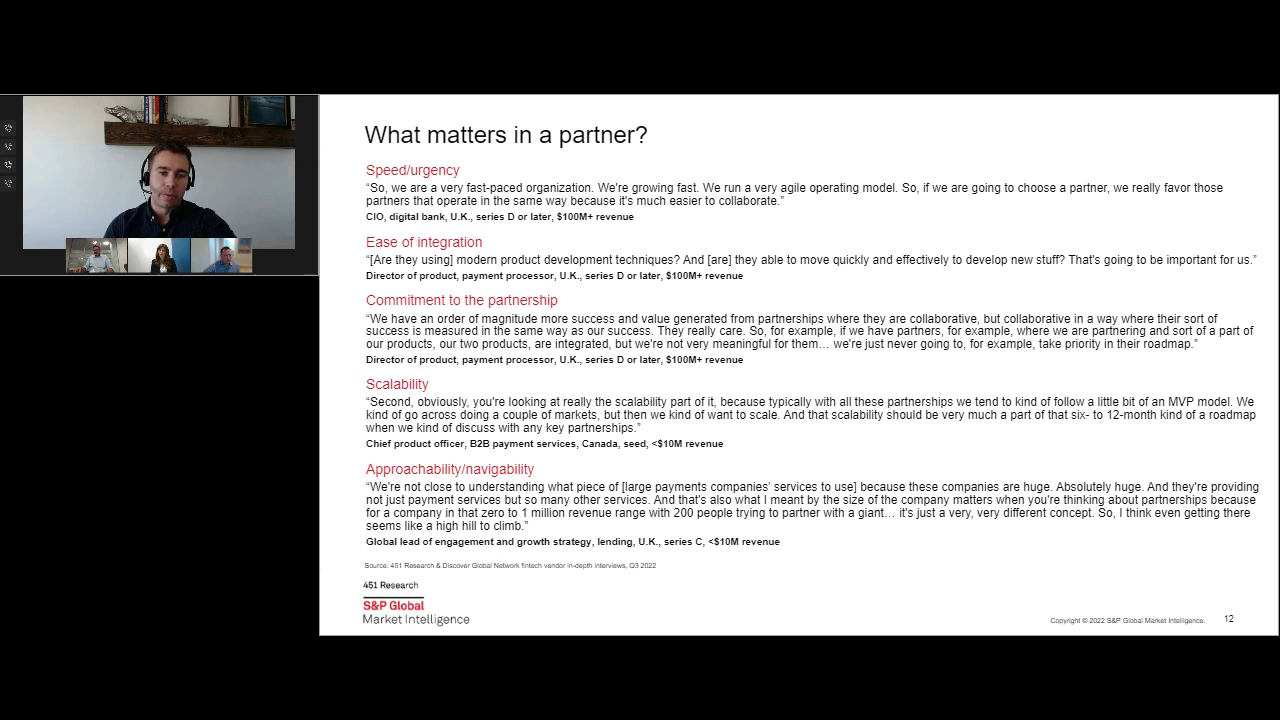 What matters in a partner?
Speed/urgency
“So, we are a very fast-paced organization. We're growing fast. We run a very agile operating model. So, if we are going to choose a partner, we really favor those
partners that operate in the same way because it's much easier to collaborate.”
CIO, digital bank, U.K., series D or later, $100M+ revenue
Ease of integration
“[Are they using] modern product development techniques? And [are] they able to move quickly and effectively to develop new stuff? That's going to be important for us.”
Director of product, payment processor, U.K., series D or later, $100M+ revenue
Commitment to the partnership
“We have an order of magnitude more success and value generated from partnerships where they are collaborative, but collaborative in a way where their sort of
success is measured in the same way as our success. They really care. So, for example, if we have partners, for example, where we are partnering and sort of a part of
our products, our two products, are integrated, but we're not very meaningful for them… we're just never going to, for example, take priority in their roadmap.”
Director of product, payment processor, U.K., series D or later, $100M+ revenue
Scalability
“Second, obviously, you're looking at really the scalability part of it, because typically with all these partnerships we tend to kind of follow a little bit of an MVP model. We
kind of go across doing a couple of markets, but then we kind of want to scale. And that scalability should be very much a part of that six- to 12-month kind of a roadmap
when we kind of discuss with any key partnerships.”
Chief product officer, B2B payment services, Canada, seed, <$10M revenue
Approachability/navigability
“We're not close to understanding what piece of [large payments companies’ services to use] because these companies are huge. Absolutely huge. And they're providing
not just payment services but so many other services. And that's also what I meant by the size of the company matters when you're thinking about partnerships because
for a company in that zero to 1 million revenue range with 200 people trying to partner with a giant… it's just a very, very different concept. So, I think even getting there
seems like a high hill to climb.”
Global lead of engagement and growth strategy, lending, U.K., series C, <$10M revenue
Source: 451 Research & Discover Global Network fintech vendor in-depth interviews, Q3 2022
451 Research
S&P Global
Market Intelligence
Copyright © 2022 S&P Global Market Intelligence.
12